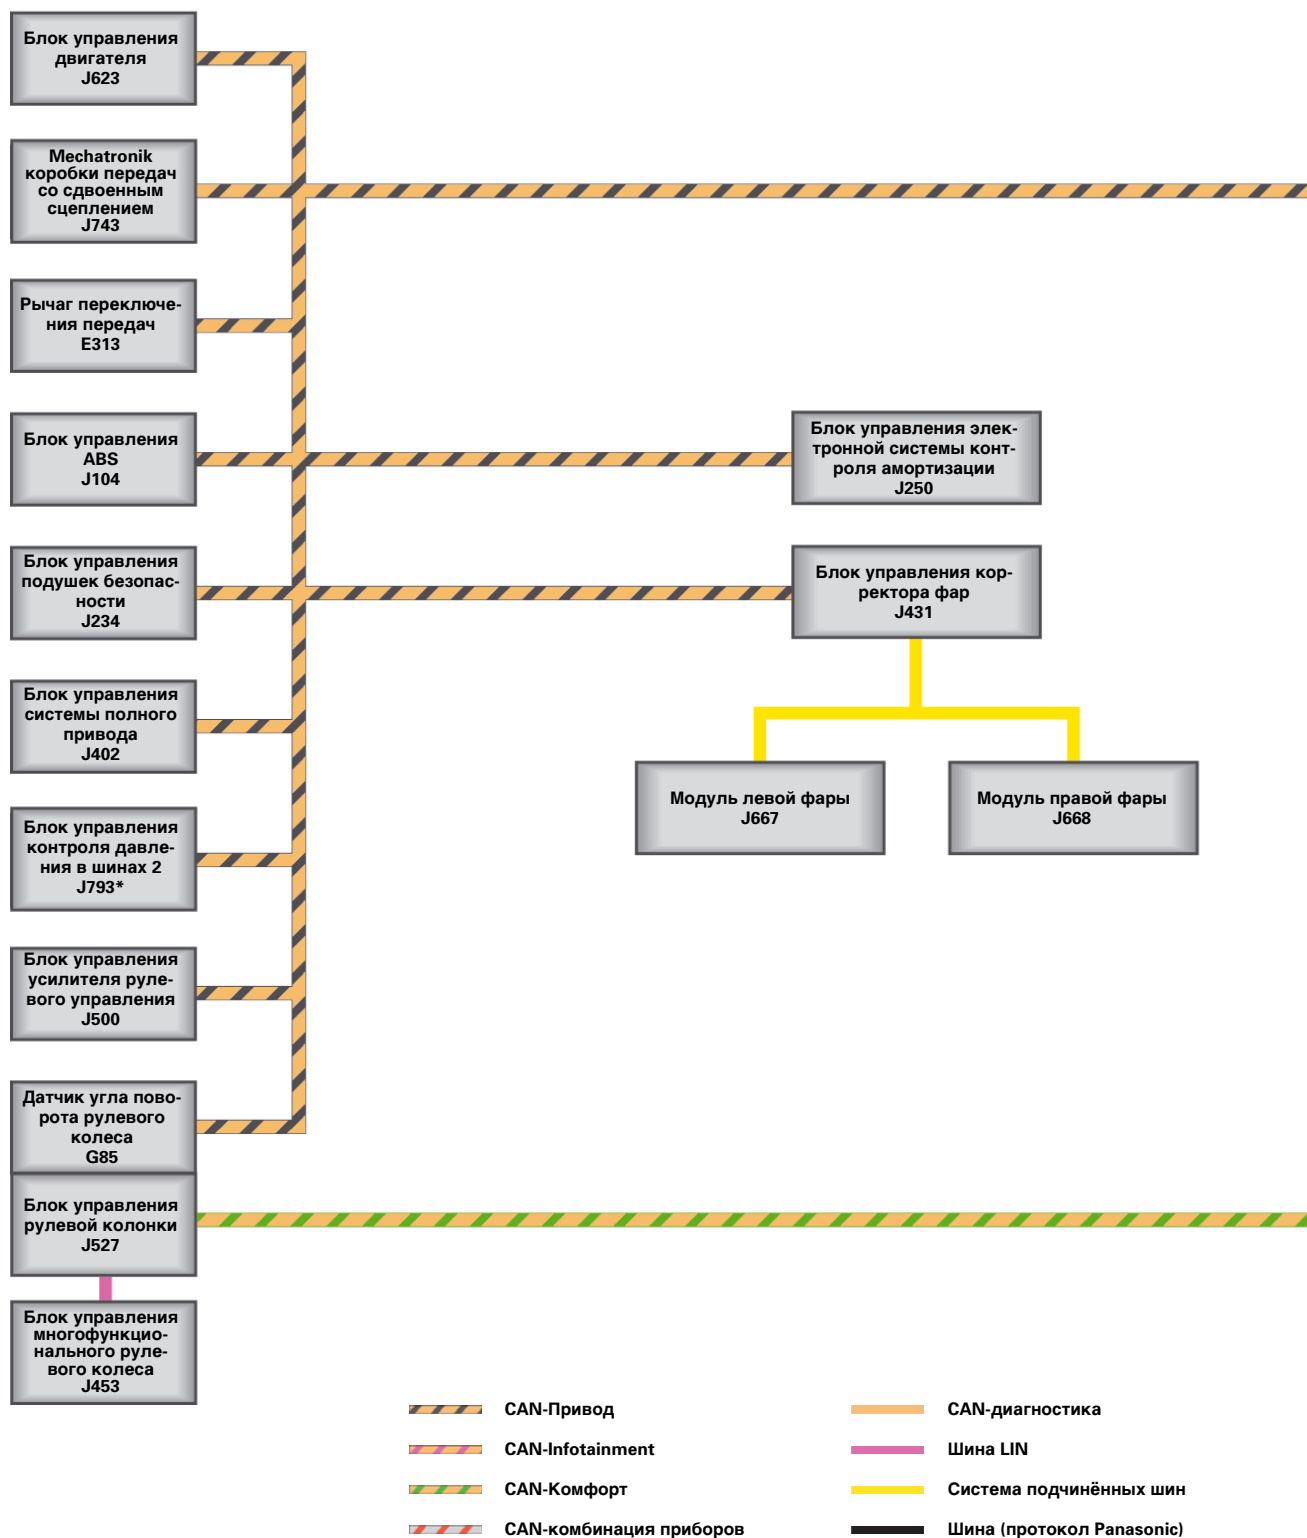 Блок управления
двигателя
J623
Mechatronik
коробки передач
со сдвоенным
сцеплением
J743
Рычаг переключе-
ния передач
E313
Блок управления
ABS
J104
Блок управления элек-
тронной системы конт-
роля амортизации
J250
Блок управления
подушек безопас-
ности
J234
Блок управления кор-
ректора фар
J431
Блок управления
системы полного
привода
J402
Модуль левой фары
J667
Модуль правой фары
J668
Блок управления
контроля давле-
ния в шинах 2
J793*
Блок управления
усилителя руле-
вого управления
J500
Датчик угла пово-
рота рулевого
колеса
G85
Блок управления
рулевой колонки
J527
Блок управления
многофункцио-
нального руле-
вого колеса
J453
CAN-Привод
CAN-Infotainment
CAN-Комфорт
CAN-комбинация приборов
CAN-диагностика
Шина LIN
Система подчинённых шин
Шина (протокол Panasonic)